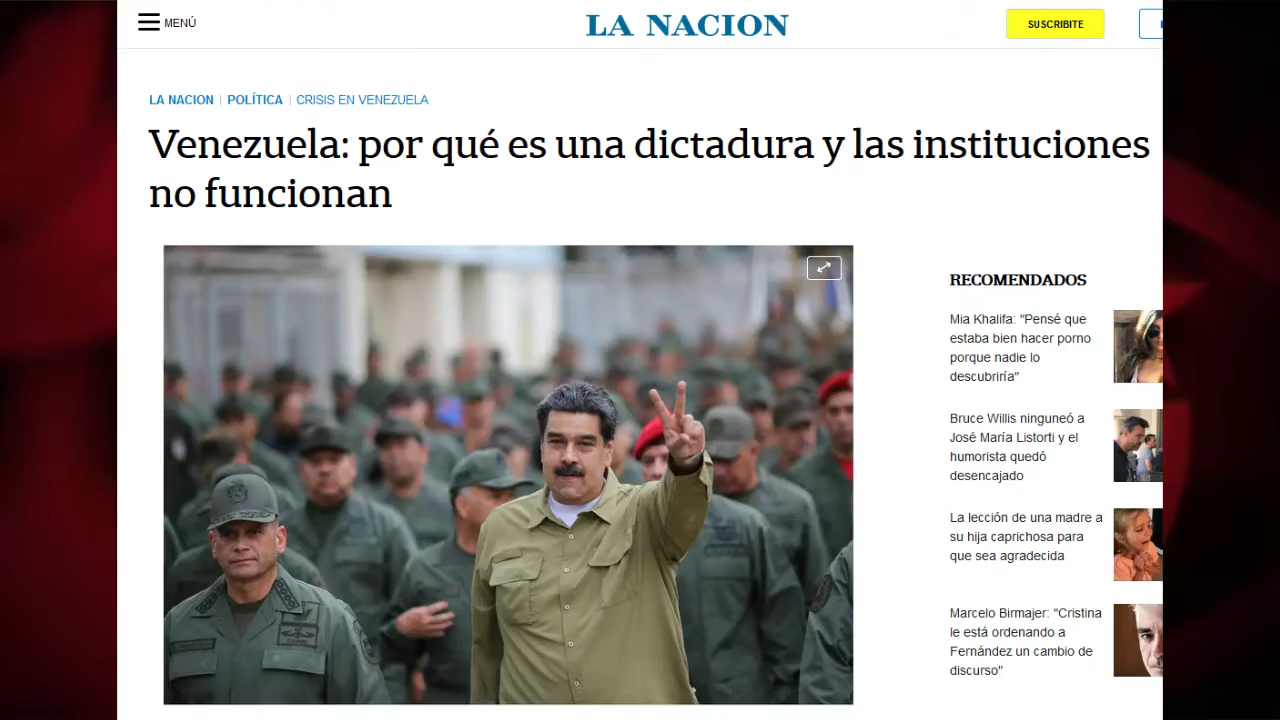 MENÚ
LA NACION
SUSCRIBITE
LA NACION | POLÍTICA | CRISIS EN VENEZUELA
Venezuela: por qué es una dictadura y las instituciones
no funcionan
RECOMENDADOS
Mia Khalifa: "Pensé que
estaba bien hacer porno
porque nadie lo
descubriría"
Bruce Willis ninguneó a
José María Listorti y el
humorista quedó
desencajado
La lección de una madre a
su hija caprichosa para
que sea agradecida
Marcelo Birmajer: "Cristina
le está ordenando a
Fernández un cambio de
discurso"